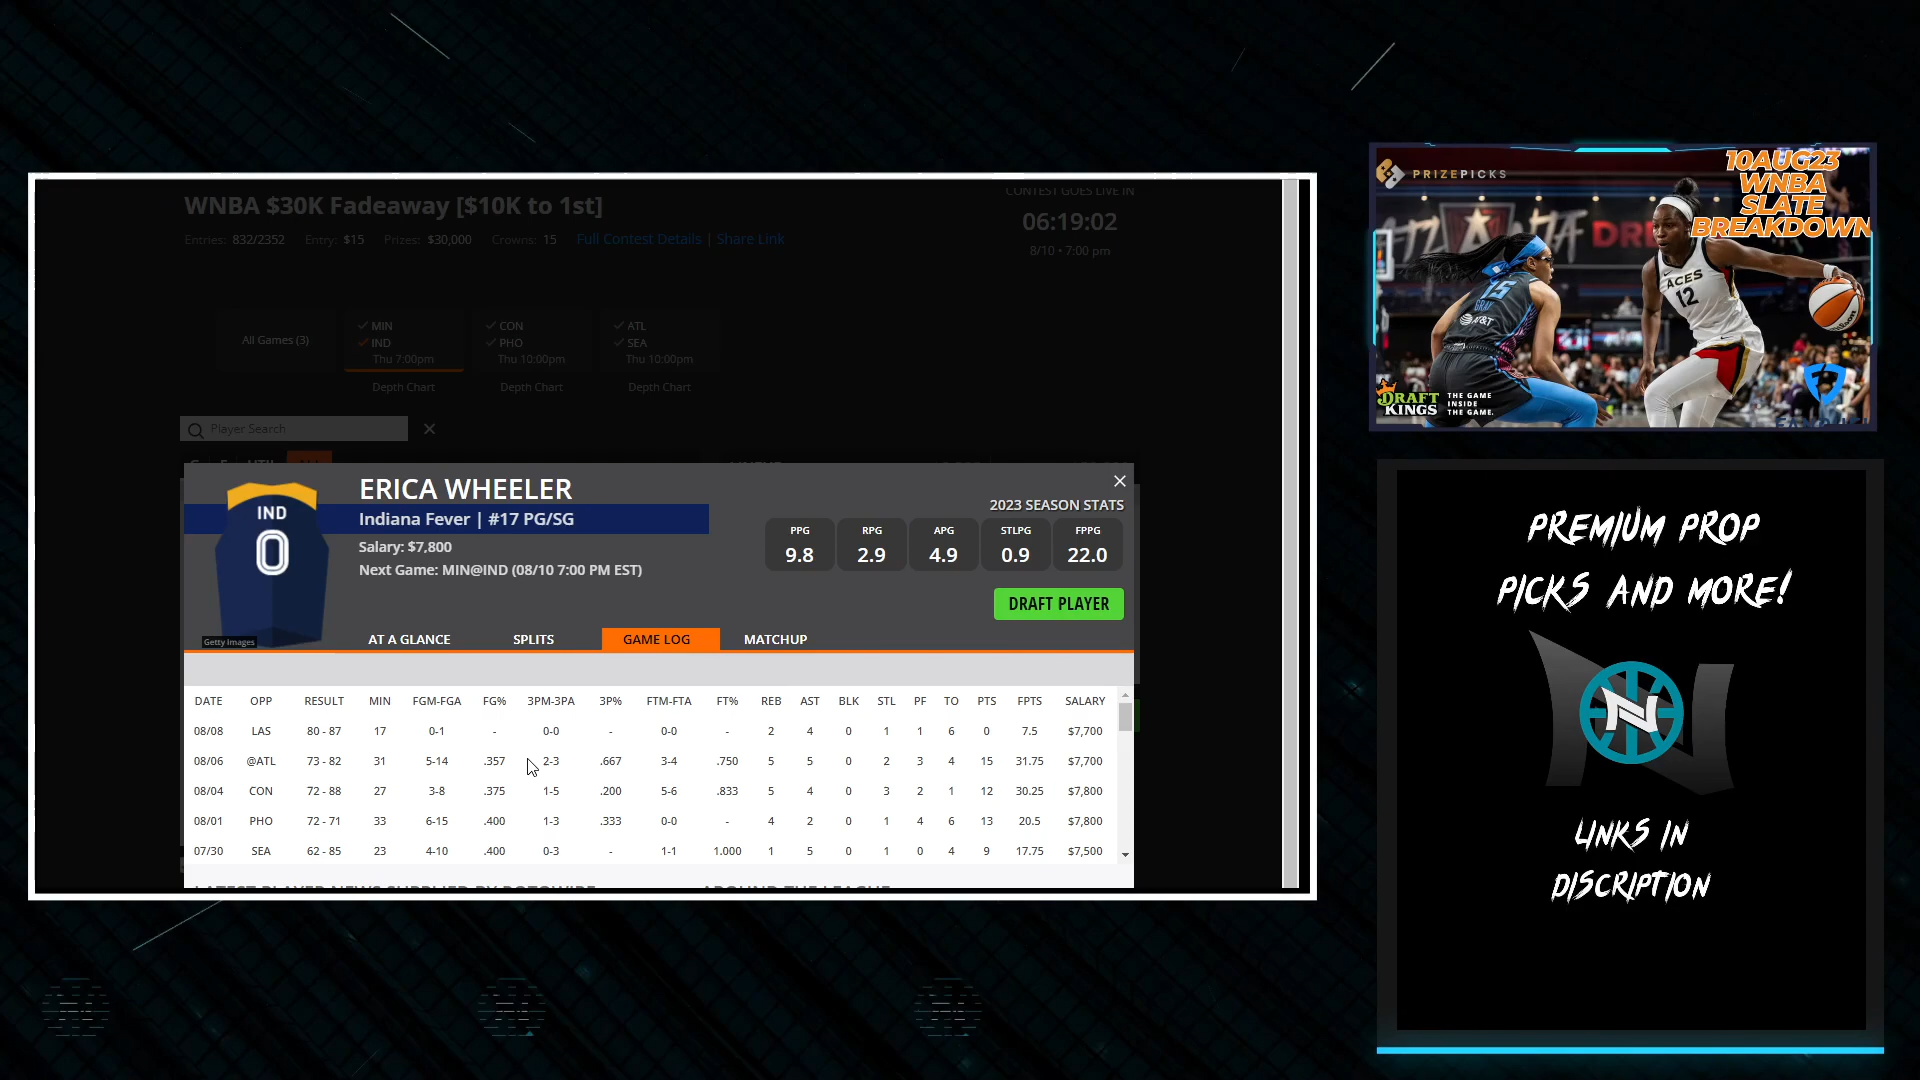 WNBA $30K Fadeaway [$10K to 1st]
Entries: 832/2352 Entry: $15 Prizes: $30,000 Crowns: 15 Full Contest Details | Share Link
CONTEST GOES LIVE IN
06:19:02
8/10 • 7:00 pm
All Games (3)
MIN
IND
Thu 7:00pm
Depth Chart
CON
PHO
Thu 10:00pm
Depth Chart
ATL
SEA
Thu 10:00pm
Depth Chart
Player Search
IND
0
Getty Images
ERICA WHEELER
Indiana Fever | #17 PG/SG
Salary: $7,800
Next Game: MIN@IND (08/10 7:00 PM EST)
2023 SEASON STATS
PPG RPG APG STLPG FPPG
9.8 2.9 4.9 0.9 22.0
DRAFT PLAYER
AT A GLANCE SPLITS GAME LOG MATCHUP
DATE OPP RESULT MIN FGM-FGA FG% 3PM-3PA 3P% FTM-FTA FT% REB AST BLK STL PF TO PTS FPTS SALARY
08/08 LAS 80 - 87 17 0-1 - 0-0 - 0-0 - 2 4 0 1 1 6 0 7.5 $7,700
08/06 @ATL 73 - 82 31 5-14 .357 2-3 .667 3-4 .750 5 5 0 2 3 4 15 31.75 $7,700
08/04 CON 72 - 88 27 3-8 .375 1-5 .200 5-6 .833 5 4 0 3 2 1 12 30.25 $7,800
08/01 PHO 72 - 71 33 6-15 .400 1-3 .333 0-0 - 4 2 0 1 4 6 13 20.5 $7,800
07/30 SEA 62 - 85 23 4-10 .400 0-3 - 1-1 1.000 1 5 0 1 0 4 9 17.75 $7,500
LATEST PLAYER NEWS SUPPLIED BY ROTOWIRE
AROUND THE LEAGUE
PRIZEPICKS
10AUG23
WNBA
SLATE
BREAKDOWN
ACES
12
15
GRAY
AT&T
DRAFT
KINGS
THE GAME
INSIDE
THE GAME.
PREMIUM PROP
PICKS AND MORE!
N
LINKS IN
DISCRIPTION